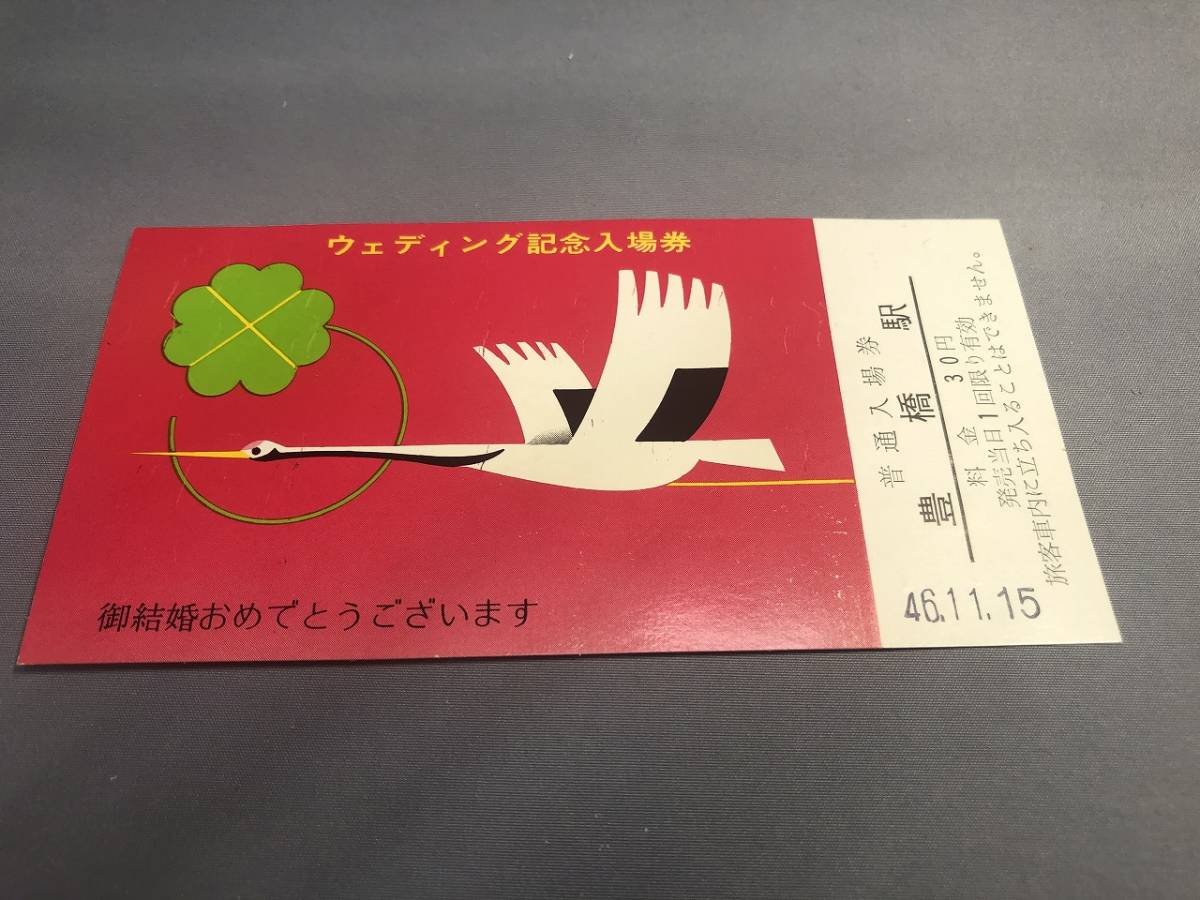 ウェディング記念入場券
御結婚おめでとうございます
普通入場券
豊橋駅
料金 30円
発売当日1回限り有効
旅客車内に立ち入ることはできません。
46.11.15